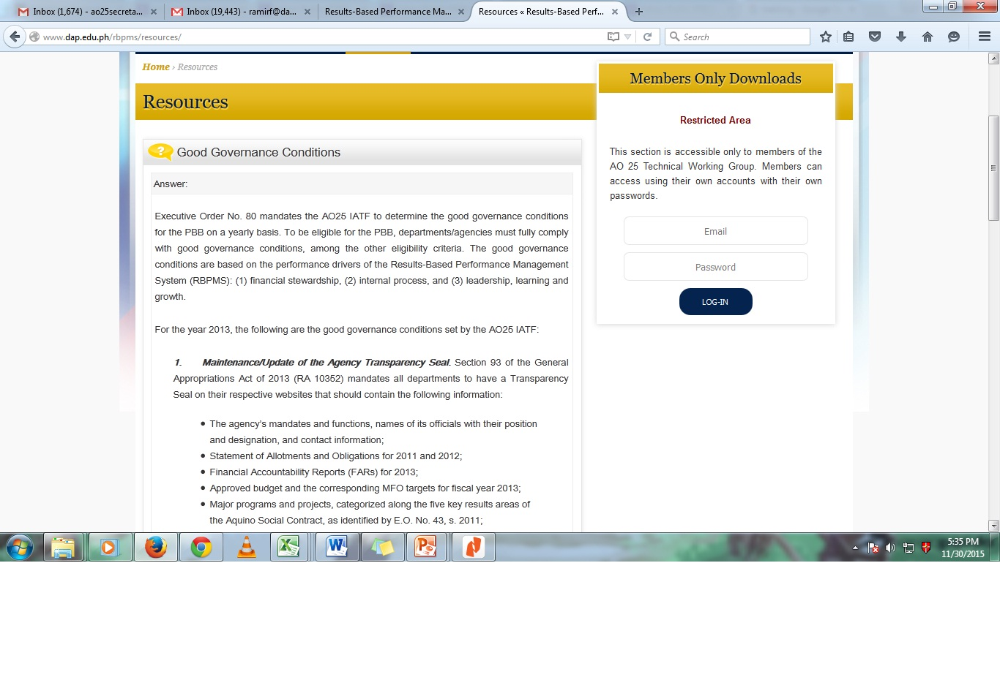 Inbox (1,674) - ao25secreta...
Inbox (19,443) - ramirf@da...
Results-Based Performance Ma...
Resources « Results-Based Perf...
www.dap.edu.ph/rbpms/resources/
Search
Home › Resources
Resources
Good Governance Conditions
Answer:
Executive Order No. 80 mandates the AO25 IATF to determine the good governance conditions
for the PBB on a yearly basis. To be eligible for the PBB, departments/agencies must fully comply
with good governance conditions, among the other eligibility criteria. The good governance
conditions are based on the performance drivers of the Results-Based Performance Management
System (RBPMS): (1) financial stewardship, (2) internal process, and (3) leadership, learning and
growth.
For the year 2013, the following are the good governance conditions set by the AO25 IATF:
1. Maintenance/Update of the Agency Transparency Seal. Section 93 of the General
Appropriations Act of 2013 (RA 10352) mandates all departments to have a Transparency
Seal on their respective websites that should contain the following information:
• The agency's mandates and functions, names of its officials with their position
and designation, and contact information;
• Statement of Allotments and Obligations for 2011 and 2012;
• Financial Accountability Reports (FARs) for 2013;
• Approved budget and the corresponding MFO targets for fiscal year 2013;
• Major programs and projects, categorized along the five key results areas of
the Aquino Social Contract, as identified by E.O. No. 43, s. 2011;
Members Only Downloads
Restricted Area
This section is accessible only to members of the
AO 25 Technical Working Group. Members can
access using their own accounts with their own
passwords.
Email
Password
LOG-IN
5:35 PM
11/30/2015